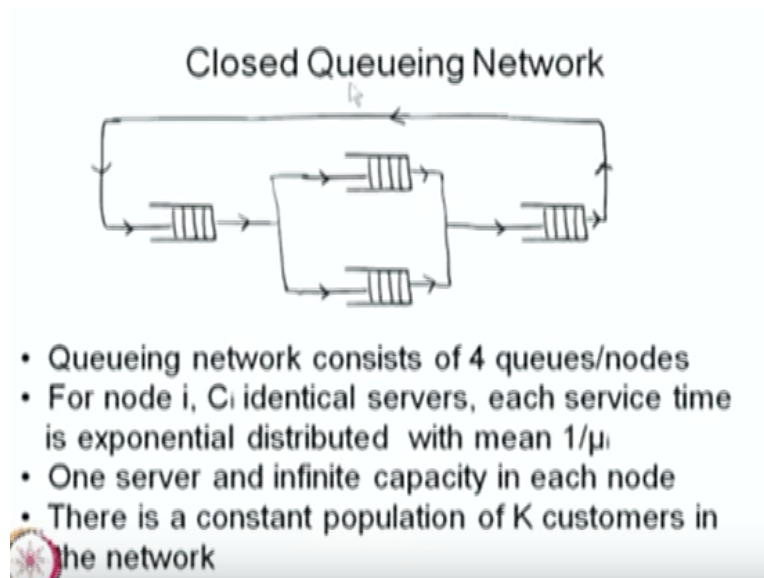 Closed Queueing Network
• Queueing network consists of 4 queues/nodes
• For node i, Ci identical servers, each service time
is exponential distributed with mean 1/μi
• One server and infinite capacity in each node
• There is a constant population of K customers in
the network